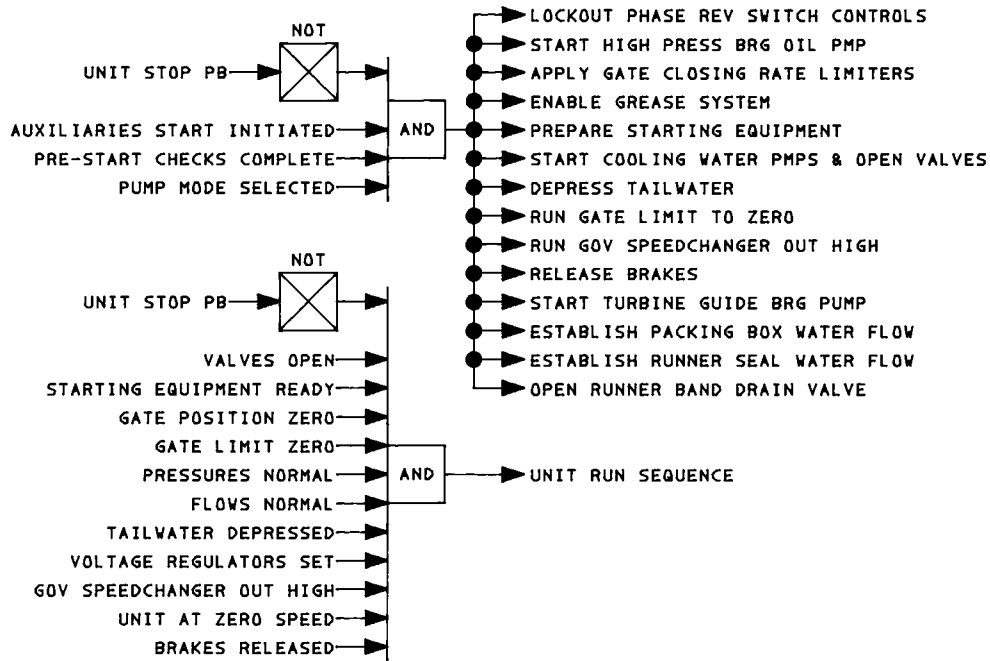 NOT
UNIT STOP PB
AUXILIARIES START INITIATED
PRE-START CHECKS COMPLETE
PUMP MODE SELECTED
AND
LOCKOUT PHASE REV SWITCH CONTROLS
START HIGH PRESS BRG OIL PMP
APPLY GATE CLOSING RATE LIMITERS
ENABLE GREASE SYSTEM
PREPARE STARTING EQUIPMENT
START COOLING WATER PMPS & OPEN VALVES
DEPRESS TAILWATER
RUN GATE LIMIT TO ZERO
RUN GOV SPEEDCHANGER OUT HIGH
RELEASE BRAKES
START TURBINE GUIDE BRG PUMP
ESTABLISH PACKING BOX WATER FLOW
ESTABLISH RUNNER SEAL WATER FLOW
OPEN RUNNER BAND DRAIN VALVE
NOT
UNIT STOP PB
VALVES OPEN
STARTING EQUIPMENT READY
GATE POSITION ZERO
GATE LIMIT ZERO
PRESSURES NORMAL
FLOWS NORMAL
TAILWATER DEPRESSED
VOLTAGE REGULATORS SET
GOV SPEEDCHANGER OUT HIGH
UNIT AT ZERO SPEED
BRAKES RELEASED
AND
UNIT RUN SEQUENCE